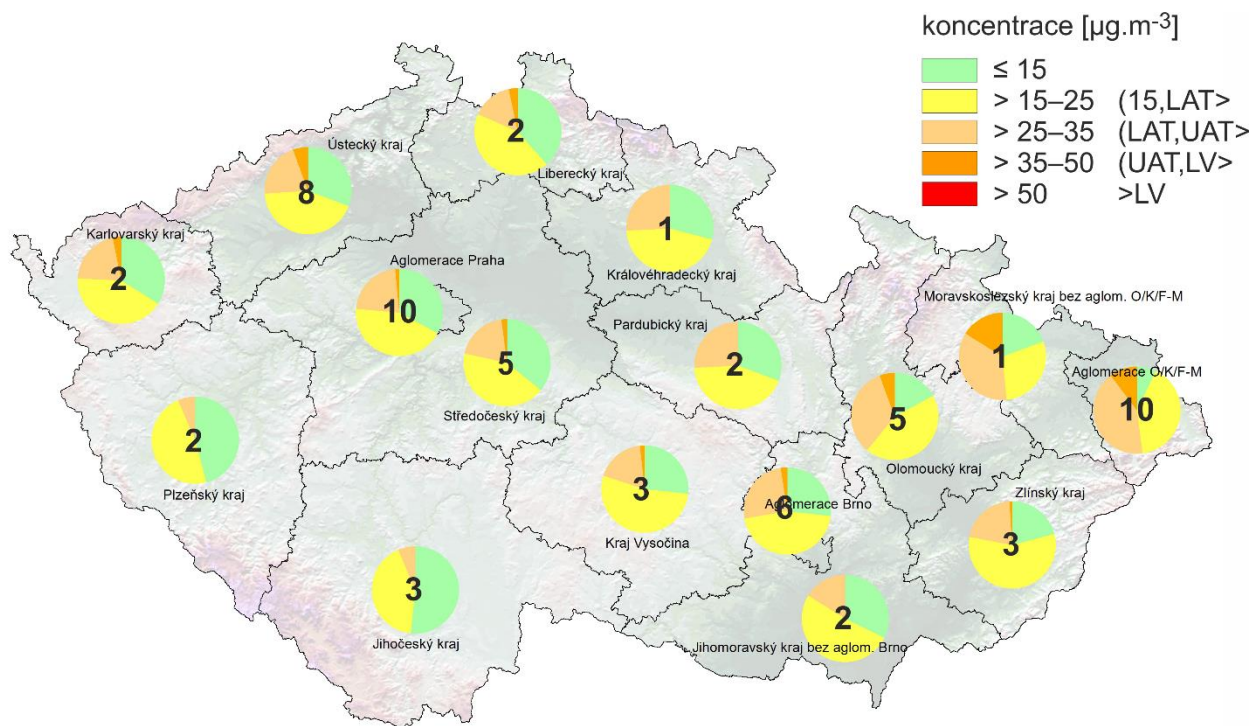 koncentrace [µg.m-3]
≤ 15
> 15–25 (15,LAT>
> 25–35 (LAT,UAT>
> 35–50 (UAT,LV>
> 50 >LV
2
Liberecký kraj
Ústecký kraj
8
1
Královéhradecký kraj
Karlovarský kraj
2
Aglomerace Praha
10
Moravskoslezský kraj bez aglom. O/K/F-M
1
Pardubický kraj
2
5
Středočeský kraj
Aglomerace O/K/F-M
10
5
Olomoucký kraj
2
Plzeňský kraj
3
Kraj Vysočina
6
Aglomerace Brno
Zlínský kraj
3
3
Jihočeský kraj
2
Jihomoravský kraj bez aglom. Brno